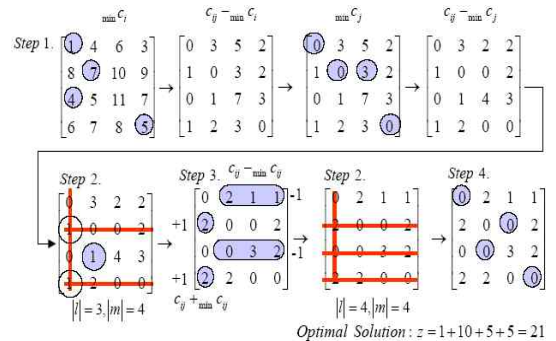 min c_i c_ij − min c_i min c_j c_ij − min c_j
Step 1.
1 4 6 3 → 0 3 5 2 → 0 3 5 2 → 0 3 2 2
8 7 10 9 1 0 3 2 1 0 3 2 1 0 0 2
4 5 11 7 0 1 7 3 0 1 7 3 0 1 4 3
6 7 8 5 1 2 3 0 1 2 3 0 1 2 0 0
Step 2. Step 3. c_ij − min c_ij Step 2. Step 4.
0 3 2 2 → 0 2 1 1 -1 → 0 2 1 1 → 0 2 1 1
1 0 0 2 +1 2 0 0 2 2 0 0 2 2 0 0 2
0 1 4 3 0 0 3 2 -1 0 0 3 2 0 0 3 2
1 2 0 0 +1 2 2 0 0 2 2 0 0 2 2 0 0
c_ij + min c_ij
|l| = 3, |m| = 4 |l| = 4, |m| = 4
Optimal Solution : z = 1 + 10 + 5 + 5 = 21